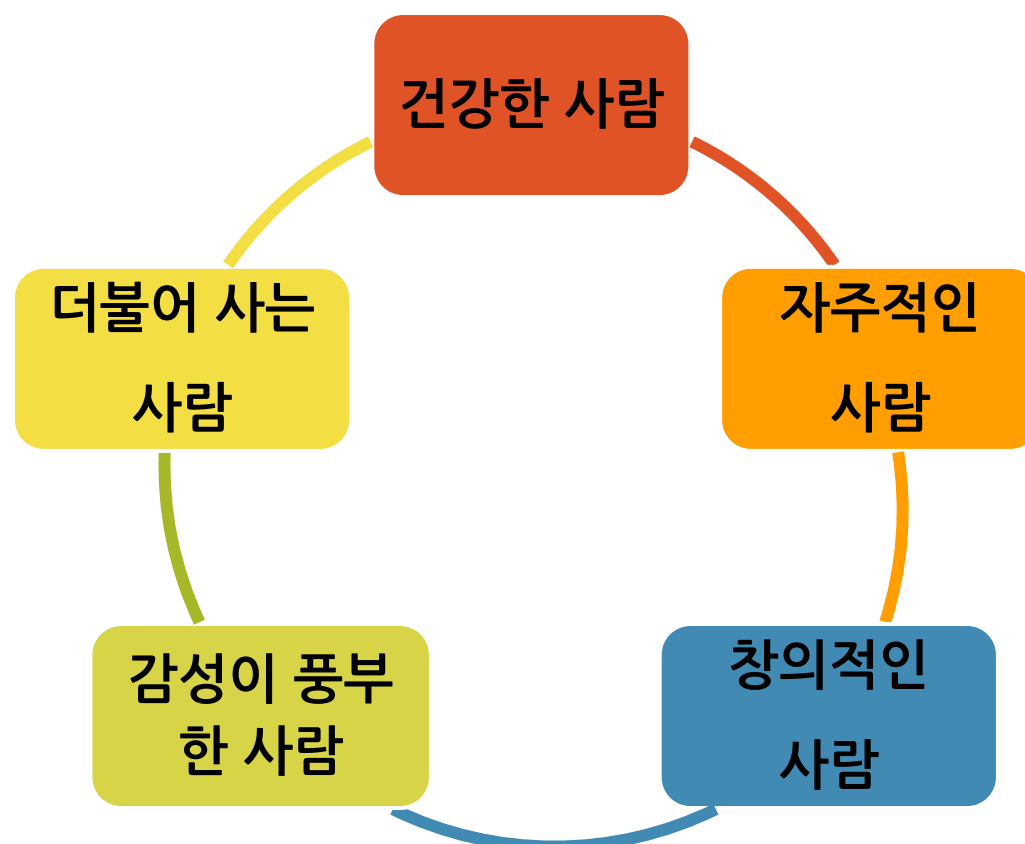 건강한 사람
더불어 사는
사람
자주적인
사람
감성이 풍부
한 사람
창의적인
사람